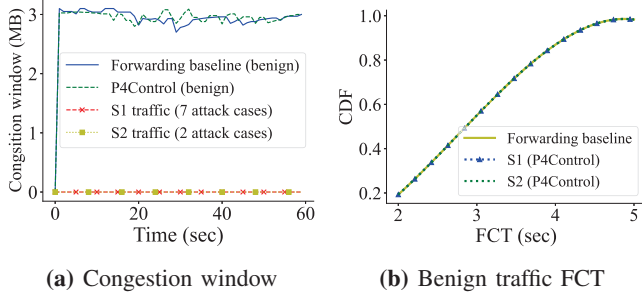 Congsition window (MB)
3
2
1
0
Forwarding baseline (benign)
P4Control (benign)
S1 traffic (7 attack cases)
S2 traffic (2 attack cases)
0 20 40 60
Time (sec)
(a) Congestion window
CDF
1.0
0.8
0.6
0.4
0.2
Forwarding baseline
S1 (P4Control)
S2 (P4Control)
2 3 4 5
FCT (sec)
(b) Benign traffic FCT